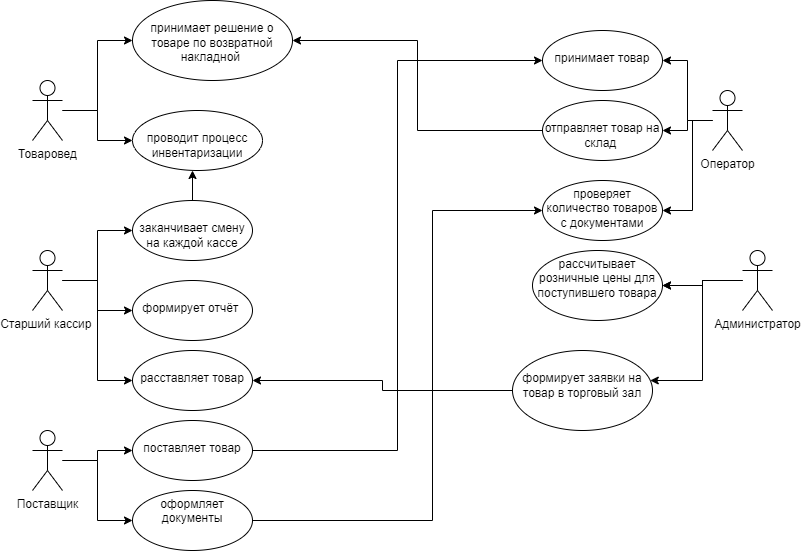 принимает решение о
товаре по возвратной
накладной
Товаровед
проводит процесс
инвентаризации
заканчивает смену
на каждой кассе
Старший кассир
формирует отчёт
расставляет товар
поставляет товар
Поставщик
оформляет
документы
принимает товар
отправляет товар на
склад
Оператор
проверяет
количество товаров
с документами
рассчитывает
розничные цены для
поступившего товара
Администратор
формирует заявки на
товар в торговый зал